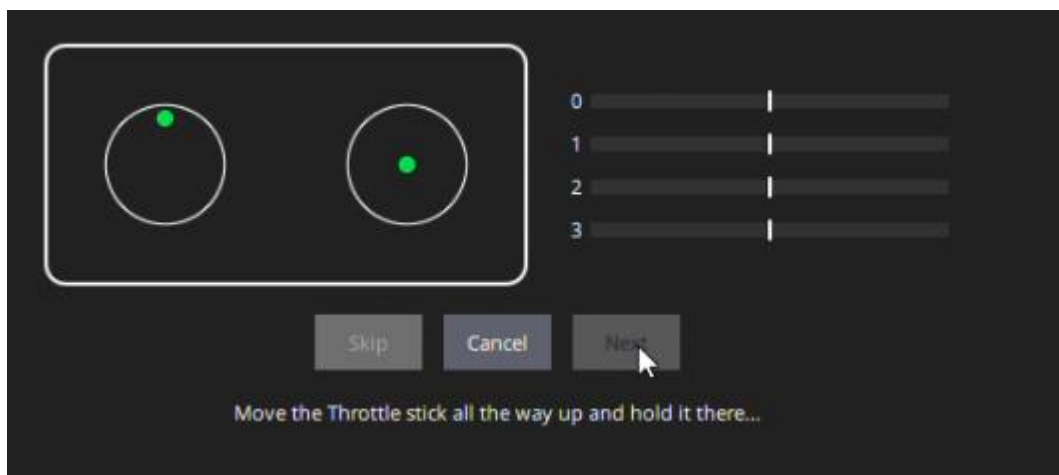 0
1
2
3
Skip
Cancel
Next
Move the Throttle stick all the way up and hold it there...